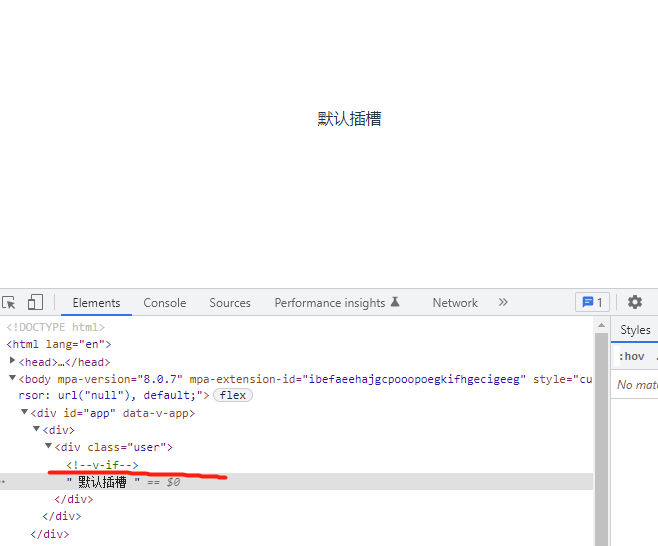 默认插槽
Elements Console Sources Performance insights Network » 1
<!DOCTYPE html>
Styles
<html lang="en">
:hov .
<head>…</head>
<body mpa-version="8.0.7" mpa-extension-id="ibefaeehajgcpooopoegkifhgecigeeg" style="cu
No mat
rsor: url("null"), default;"> flex
<div id="app" data-v-app>
<div>
<div class="user">
<!--v-if-->
" 默认插槽 " == $0
</div>
</div>
</div>